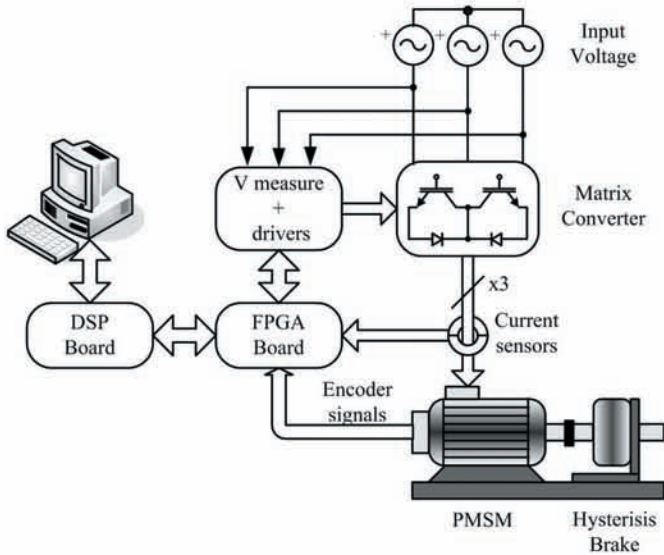 +
+
+
Input
Voltage
V measure
+
drivers
Matrix
Converter
x3
DSP
Board
FPGA
Board
Current
sensors
Encoder
signals
PMSM
Hysterisis
Brake